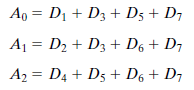 A₀ = D₁ + D₃ + D₅ + D₇
A₁ = D₂ + D₃ + D₆ + D₇
A₂ = D₄ + D₅ + D₆ + D₇